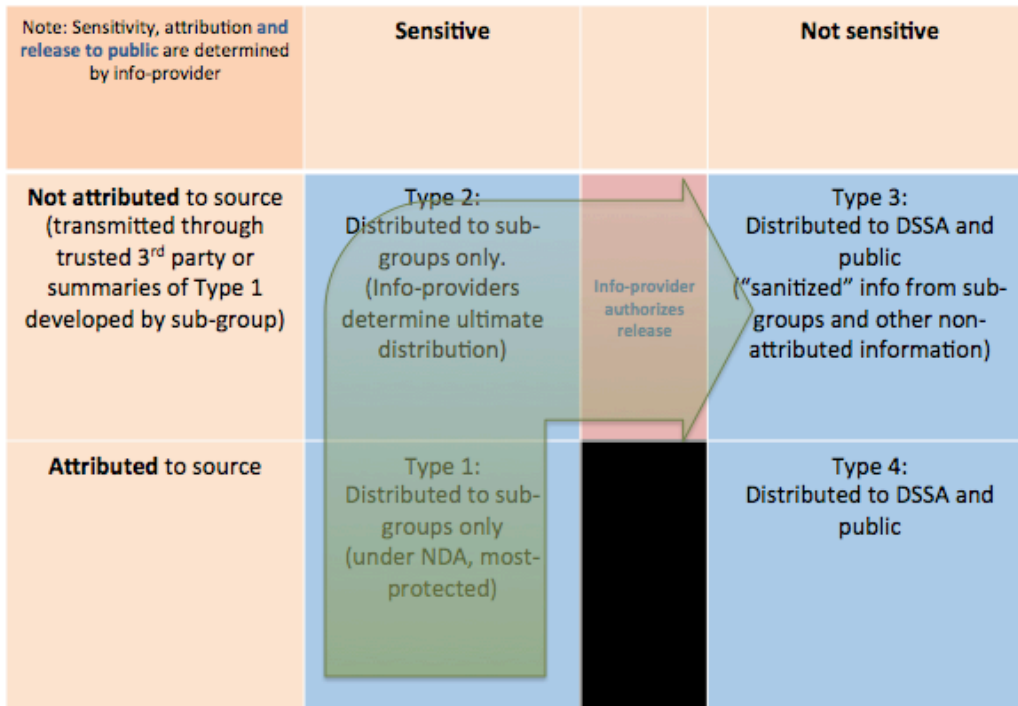 Note: Sensitivity, attribution and
release to public are determined
by info-provider
Sensitive
Not sensitive
Not attributed to source
(transmitted through
trusted 3rd party or
summaries of Type 1
developed by sub-group)
Type 2:
Distributed to sub-
groups only.
(Info-providers
determine ultimate
distribution)
Info-provider
authorizes
release
Type 3:
Distributed to DSSA and
public
(“sanitized” info from sub-
groups and other non-
attributed information)
Attributed to source
Type 1:
Distributed to sub-
groups only
(under NDA, most-
protected)
Type 4:
Distributed to DSSA and
public